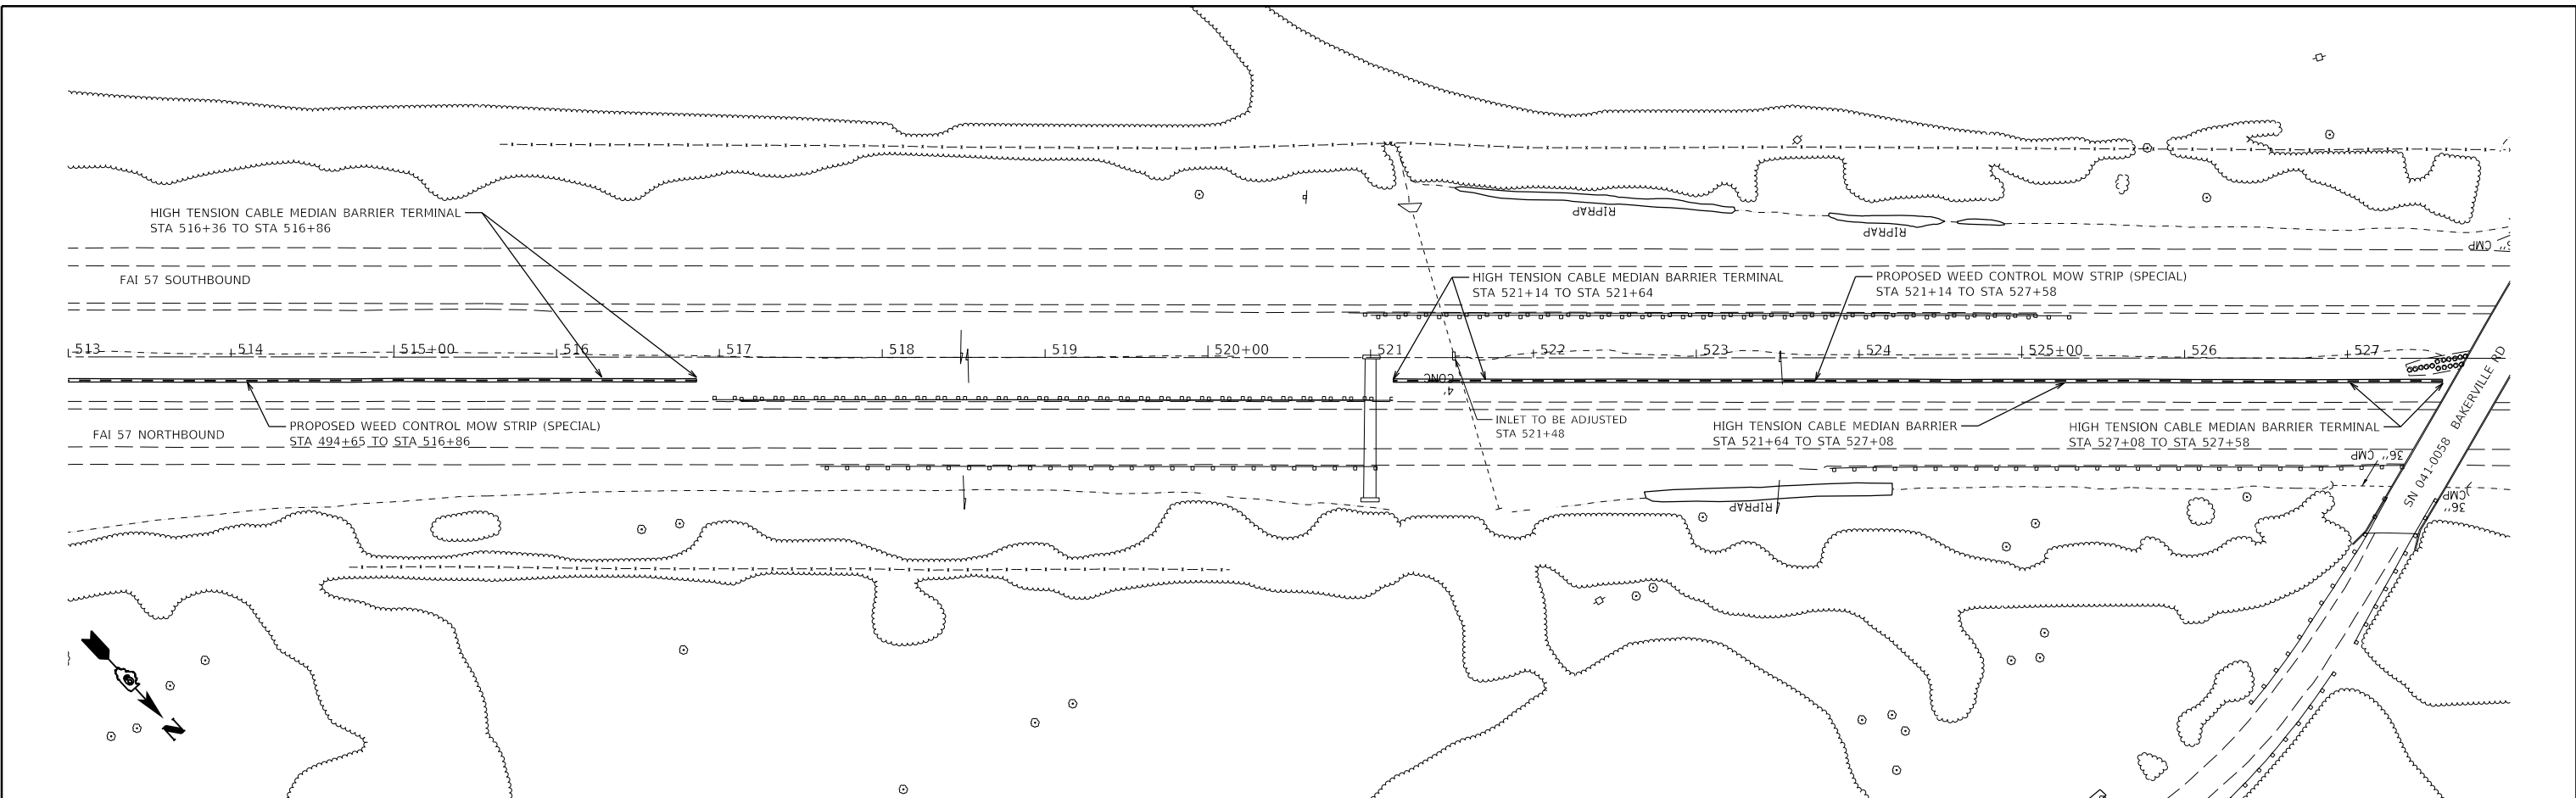 HIGH TENSION CABLE MEDIAN BARRIER TERMINAL
STA 516+36 TO STA 516+86
RIPRAP
RIPRAP
CMP
FAI 57 SOUTHBOUND
HIGH TENSION CABLE MEDIAN BARRIER TERMINAL
STA 521+14 TO STA 521+64
PROPOSED WEED CONTROL MOW STRIP (SPECIAL)
STA 521+14 TO STA 527+58
513 514 515+00 516 517 518 519 520+00 521 522 523 524 525+00 526 527
4' CONC
FAI 57 NORTHBOUND
PROPOSED WEED CONTROL MOW STRIP (SPECIAL)
STA 494+65 TO STA 516+86
INLET TO BE ADJUSTED
STA 521+48
HIGH TENSION CABLE MEDIAN BARRIER
STA 521+64 TO STA 527+08
HIGH TENSION CABLE MEDIAN BARRIER TERMINAL
STA 527+08 TO STA 527+58
36" CMP
SN 041-0058 BAKERVILLE RD
RIPRAP
36"
CMP
N